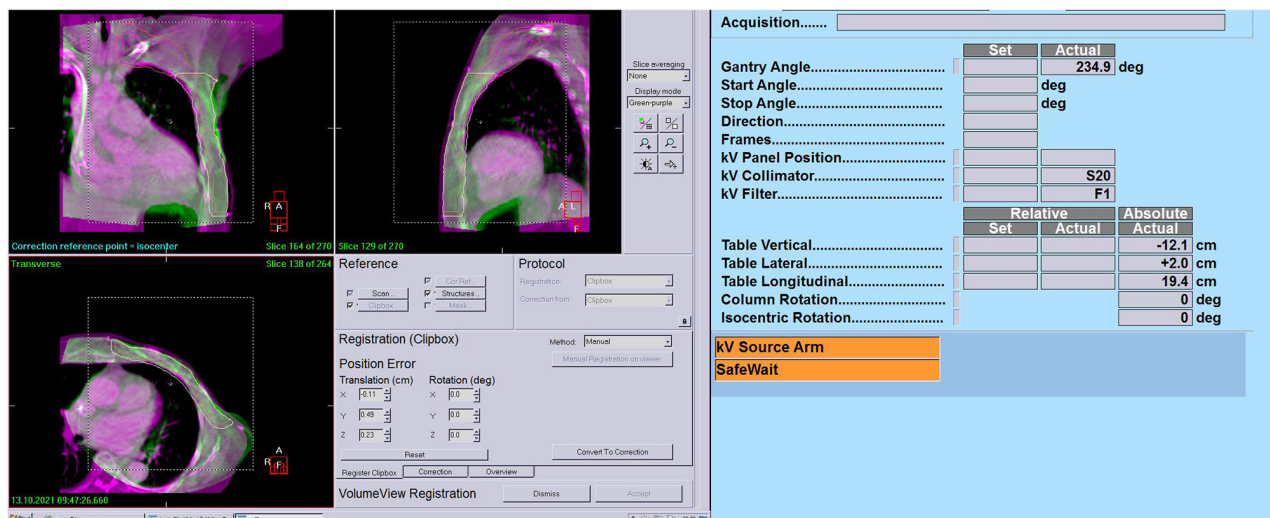 Correction reference point = isocenter
Slice 164 of 270
R A
F
Slice 129 of 270
A L
F
Slice averaging
None
Display mode
Green-purple
Transverse
Slice 138 of 264
A
R F
13.10.2021 09:47:26.660
Reference
Cor.Ref...
Scan...
Structures...
Clipbox...
Mask...
Protocol
Registration: Clipbox
Correction from: Clipbox
Registration (Clipbox)
Method: Manual
Manual Registration on viewer
Position Error
Translation (cm) Rotation (deg)
X -0.11 X 0.0
Y 0.49 Y 0.0
Z 0.23 Z 0.0
Reset
Convert To Correction
Register Clipbox Correction Overview
VolumeView Registration Dismiss Accept
Acquisition.......
Set Actual
Gantry Angle................................ 234.9 deg
Start Angle.................................. deg
Stop Angle.................................. deg
Direction......................................
Frames.........................................
kV Panel Position.........................
kV Collimator............................... S20
kV Filter........................................ F1
Relative Absolute
Set Actual Actual
Table Vertical............................... -12.1 cm
Table Lateral................................ +2.0 cm
Table Longitudinal....................... 19.4 cm
Column Rotation.......................... 0 deg
Isocentric Rotation....................... 0 deg
kV Source Arm
SafeWait